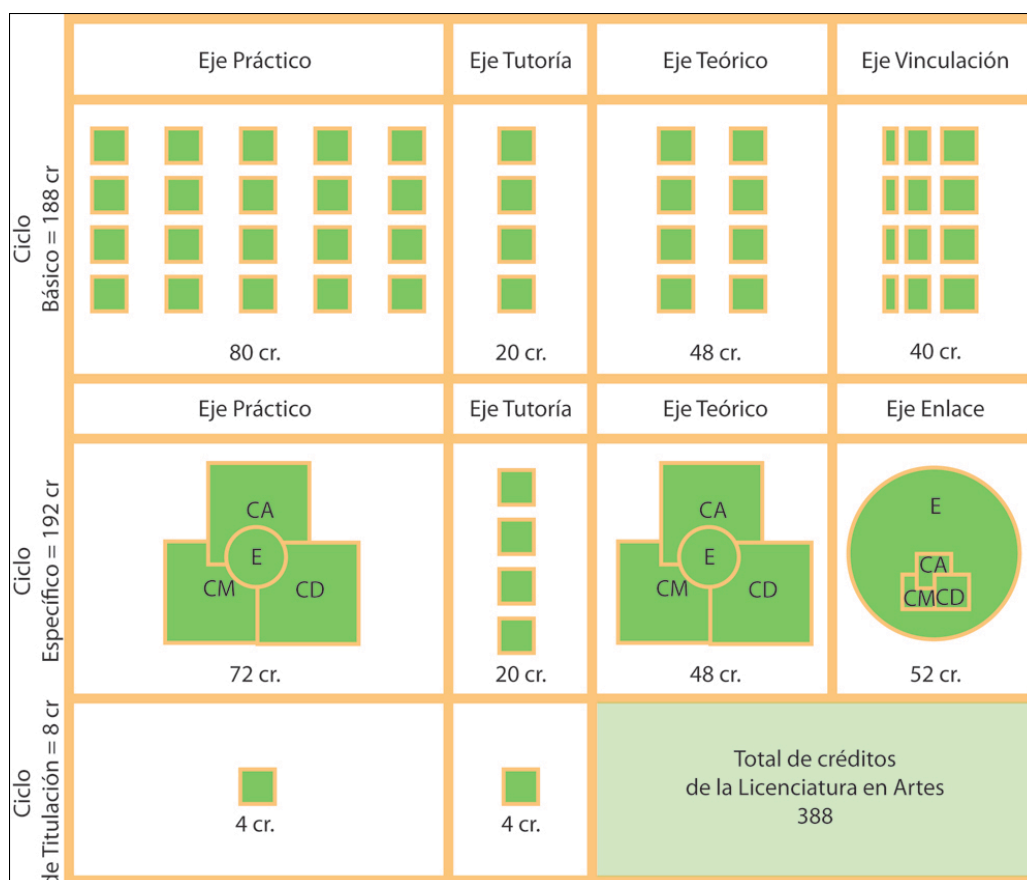 Eje Práctico
Eje Tutoría
Eje Teórico
Eje Vinculación
Ciclo
Básico = 188 cr
80 cr.
20 cr.
48 cr.
40 cr.
Eje Práctico
Eje Tutoría
Eje Teórico
Eje Enlace
Ciclo
Específico = 192 cr
CA
E
CM
CD
72 cr.
20 cr.
CA
E
CM
CD
48 cr.
E
CA
CM
CD
52 cr.
Ciclo
de Titulación = 8 cr
4 cr.
4 cr.
Total de créditos
de la Licenciatura en Artes
388